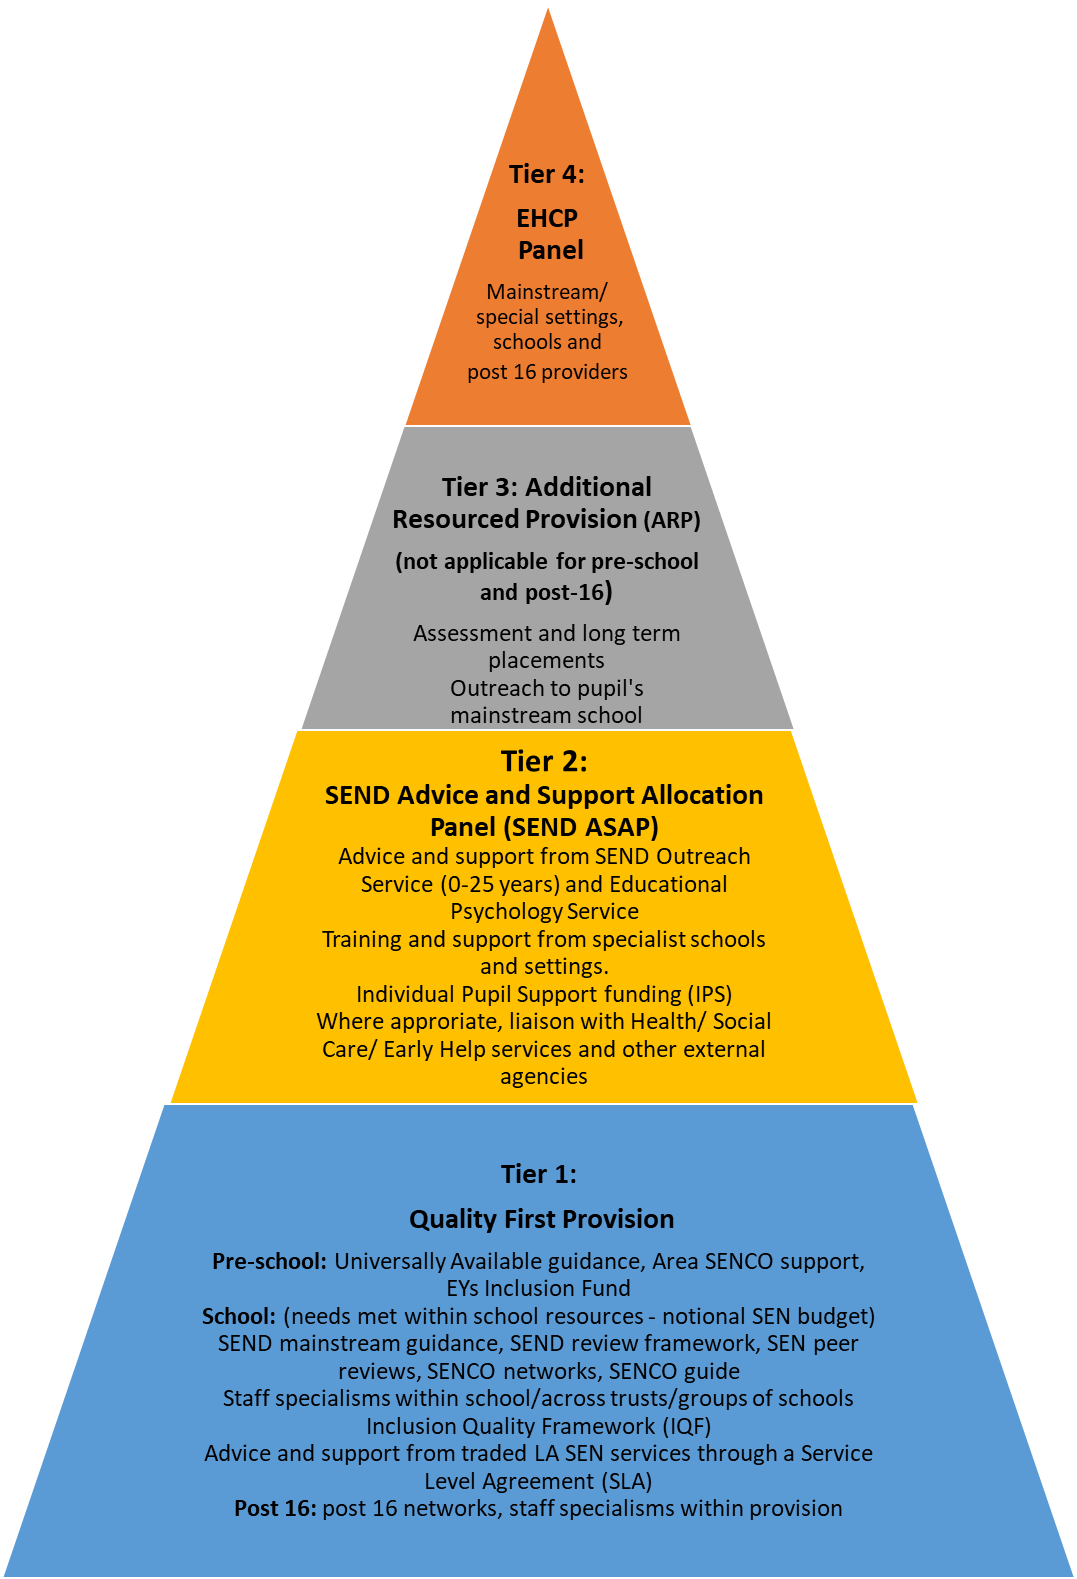 Tier 4:
EHCP
Panel
Mainstream/
special settings,
schools and
post 16 providers
Tier 3: Additional
Resourced Provision (ARP)
(not applicable for pre-school
and post-16)
Assessment and long term
placements
Outreach to pupil's
mainstream school
Tier 2:
SEND Advice and Support Allocation
Panel (SEND ASAP)
Advice and support from SEND Outreach
Service (0-25 years) and Educational
Psychology Service
Training and support from specialist schools
and settings.
Individual Pupil Support funding (IPS)
Where approriate, liaison with Health/ Social
Care/ Early Help services and other external
agencies
Tier 1:
Quality First Provision
Pre-school: Universally Available guidance, Area SENCO support,
EYs Inclusion Fund
School: (needs met within school resources - notional SEN budget)
SEND mainstream guidance, SEND review framework, SEN peer
reviews, SENCO networks, SENCO guide
Staff specialisms within school/across trusts/groups of schools
Inclusion Quality Framework (IQF)
Advice and support from traded LA SEN services through a Service
Level Agreement (SLA)
Post 16: post 16 networks, staff specialisms within provision